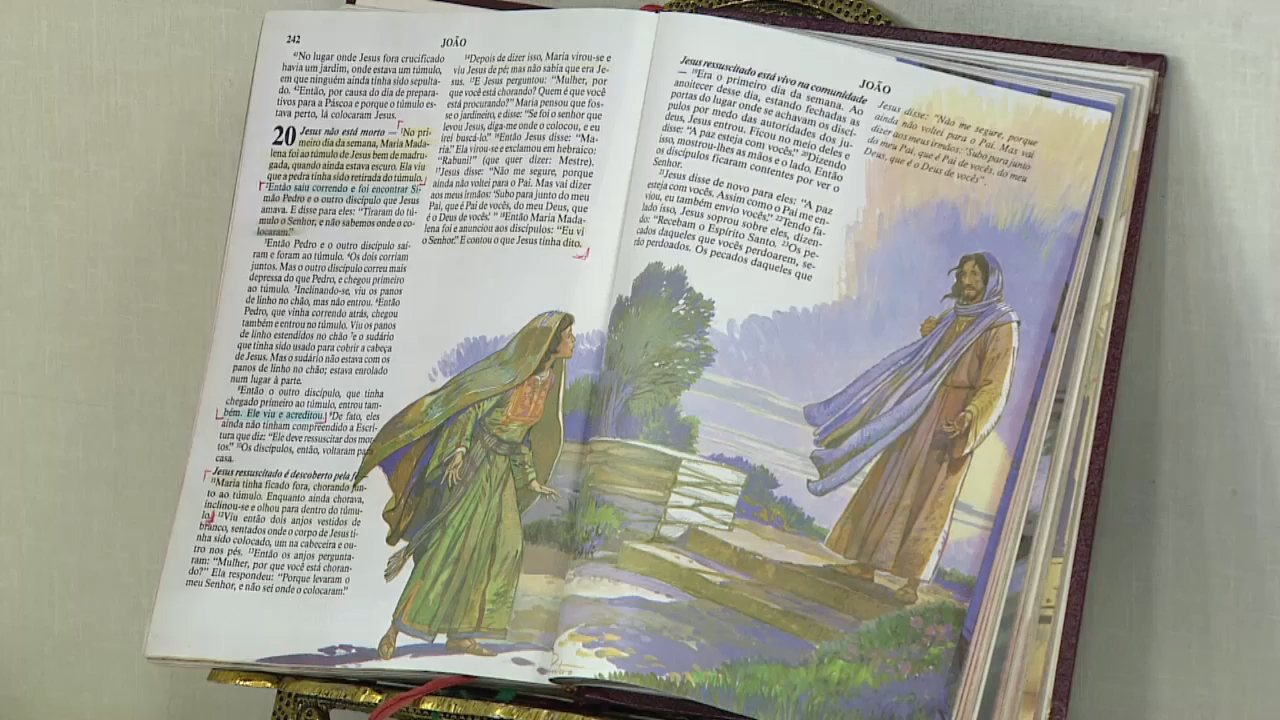 242
JOÃO
⁴¹No lugar onde Jesus fora crucificado
havia um jardim, onde estava um túmulo,
em que ninguém ainda tinha sido sepulta-
do. ⁴²Então, por causa do dia de prepara-
tivos para a Páscoa e porque o túmulo es-
tava perto, lá colocaram Jesus.
20 Jesus não está morto — ¹No pri-
meiro dia da semana, Maria Mada-
lena foi ao túmulo de Jesus bem de madru-
gada, quando ainda estava escuro. Ela viu
que a pedra tinha sido retirada do túmulo.
²Então saiu correndo e foi encontrar Si-
mão Pedro e o outro discípulo que Jesus
amava. E disse para eles: “Tiraram do tú-
mulo o Senhor, e não sabemos onde o co-
locaram.”
³Então Pedro e o outro discípulo saí-
ram e foram ao túmulo. ⁴Os dois corriam
juntos. Mas o outro discípulo correu mais
depressa do que Pedro, e chegou primeiro
ao túmulo. ⁵Inclinando-se, viu os panos
de linho no chão, mas não entrou. ⁶Então
Pedro, que vinha correndo atrás, chegou
também e entrou no túmulo. Viu os panos
de linho estendidos no chão ⁷e o sudário
que tinha sido usado para cobrir a cabeça
de Jesus. Mas o sudário não estava com os
panos de linho no chão; estava enrolado
num lugar à parte.
⁸Então o outro discípulo, que tinha
chegado primeiro ao túmulo, entrou tam-
bém. Ele viu e acreditou. ⁹De fato, eles
ainda não tinham compreendido a Escri-
tura que diz: “Ele deve ressuscitar dos mor-
tos.” ¹⁰Os discípulos, então, voltaram para
casa.
Jesus ressuscitado é descoberto pela
¹¹Maria tinha ficado fora, chorando jun-
to ao túmulo. Enquanto ainda chorava,
inclinou-se e olhou para dentro do túmu-
lo. ¹²Viu então dois anjos vestidos de
branco, sentados onde o corpo de Jesus ti-
nha sido colocado, um na cabeceira e ou-
tro nos pés. ¹³Então os anjos pergunta-
ram: “Mulher, por que você está choran-
do?” Ela respondeu: “Porque levaram o
meu Senhor, e não sei onde o colocaram.”
¹⁴Depois de dizer isso, Maria virou-se e
viu Jesus de pé; mas não sabia que era Je-
sus. ¹⁵E Jesus perguntou: “Mulher, por
que você está chorando? Quem é que você
está procurando?” Maria pensou que fos-
se o jardineiro, e disse: “Se foi o senhor que
levou Jesus, diga-me onde o colocou, e eu
irei buscá-lo.” ¹⁶Então Jesus disse: “Ma-
ria.” Ela virou-se e exclamou em hebraico:
“Rabuni!” (que quer dizer: Mestre).
¹⁷Jesus disse: “Não me segure, porque
ainda não voltei para o Pai. Mas vai dizer
aos meus irmãos: ‘Subo para junto do meu
Pai, que é Pai de vocês, do meu Deus, que
é o Deus de vocês.’” ¹⁸Então Maria Mada-
lena foi e anunciou aos discípulos: “Eu vi
o Senhor.” E contou o que Jesus tinha dito.
JOÃO
Jesus ressuscitado está vivo na comunidade
— ¹⁹Era o primeiro dia da semana. Ao
anoitecer desse dia, estando fechadas as
portas do lugar onde se achavam os discí-
pulos por medo das autoridades dos ju-
deus, Jesus entrou. Ficou no meio deles e
disse: “A paz esteja com vocês.” ²⁰Dizendo
isso, mostrou-lhes as mãos e o lado. Então
os discípulos ficaram contentes por ver o
Senhor.
²¹Jesus disse de novo para eles: “A paz
esteja com vocês. Assim como o Pai me en-
viou, eu também envio vocês.” ²²Tendo fa-
lado isso, Jesus soprou sobre eles, dizen-
do: “Recebam o Espírito Santo. ²³Os pe-
cados daqueles que vocês perdoarem, se-
rão perdoados. Os pecados daqueles que
Jesus disse: “Não me segure, porque
ainda não voltei para o Pai. Mas vai
dizer aos meus irmãos: ‘Subo para junto
do meu Pai, que é Pai de vocês, do meu
Deus, que é o Deus de vocês”.